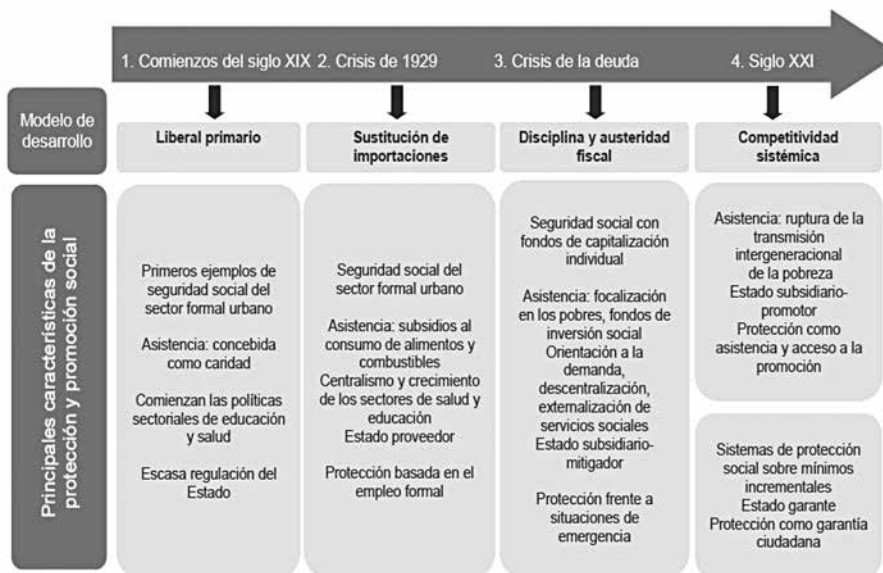 1. Comienzos del siglo XIX
2. Crisis de 1929
3. Crisis de la deuda
4. Siglo XXI
Modelo de
desarrollo
Liberal primario
Sustitución de
importaciones
Disciplina y austeridad
fiscal
Competitividad
sistémica
Principales características de la
protección y promoción social
Primeros ejemplos de
seguridad social del
sector formal urbano
Asistencia: concebida
como caridad
Comienzan las políticas
sectoriales de educación
y salud
Escasa regulación del
Estado
Seguridad social del
sector formal urbano
Asistencia: subsidios al
consumo de alimentos y
combustibles
Centralismo y crecimiento
de los sectores de salud y
educación
Estado proveedor
Protección basada en el
empleo formal
Seguridad social con
fondos de capitalización
individual
Asistencia: focalización
en los pobres, fondos de
inversión social
Orientación a la
demanda,
descentralización,
externalización de
servicios sociales
Estado subsidiario-
mitigador
Protección frente a
situaciones de
emergencia
Asistencia: ruptura de la
transmisión
intergeneracional
de la pobreza
Estado subsidiario-
promotor
Protección como
asistencia y acceso a la
promoción
Sistemas de protección
social sobre mínimos
incrementales
Estado garante
Protección como garantía
ciudadana